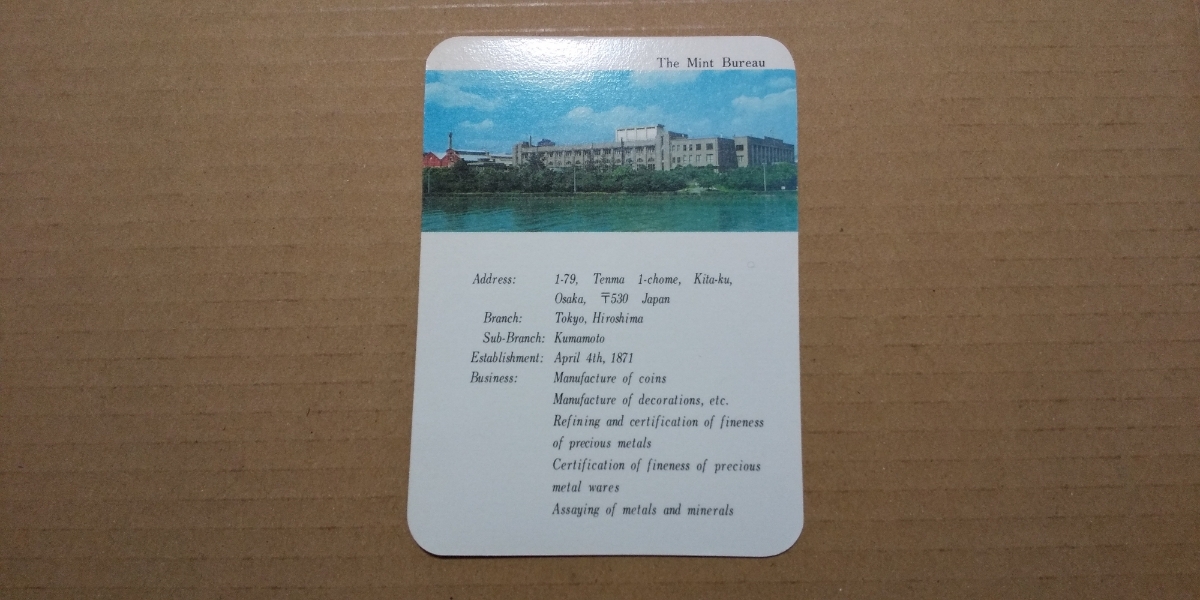 The Mint Bureau
Address: 1-79, Tenma 1-chome, Kita-ku,
Osaka, 〒530 Japan
Branch: Tokyo, Hiroshima
Sub-Branch: Kumamoto
Establishment: April 4th, 1871
Business: Manufacture of coins
Manufacture of decorations, etc.
Refining and certification of fineness
of precious metals
Certification of fineness of precious
metal wares
Assaying of metals and minerals